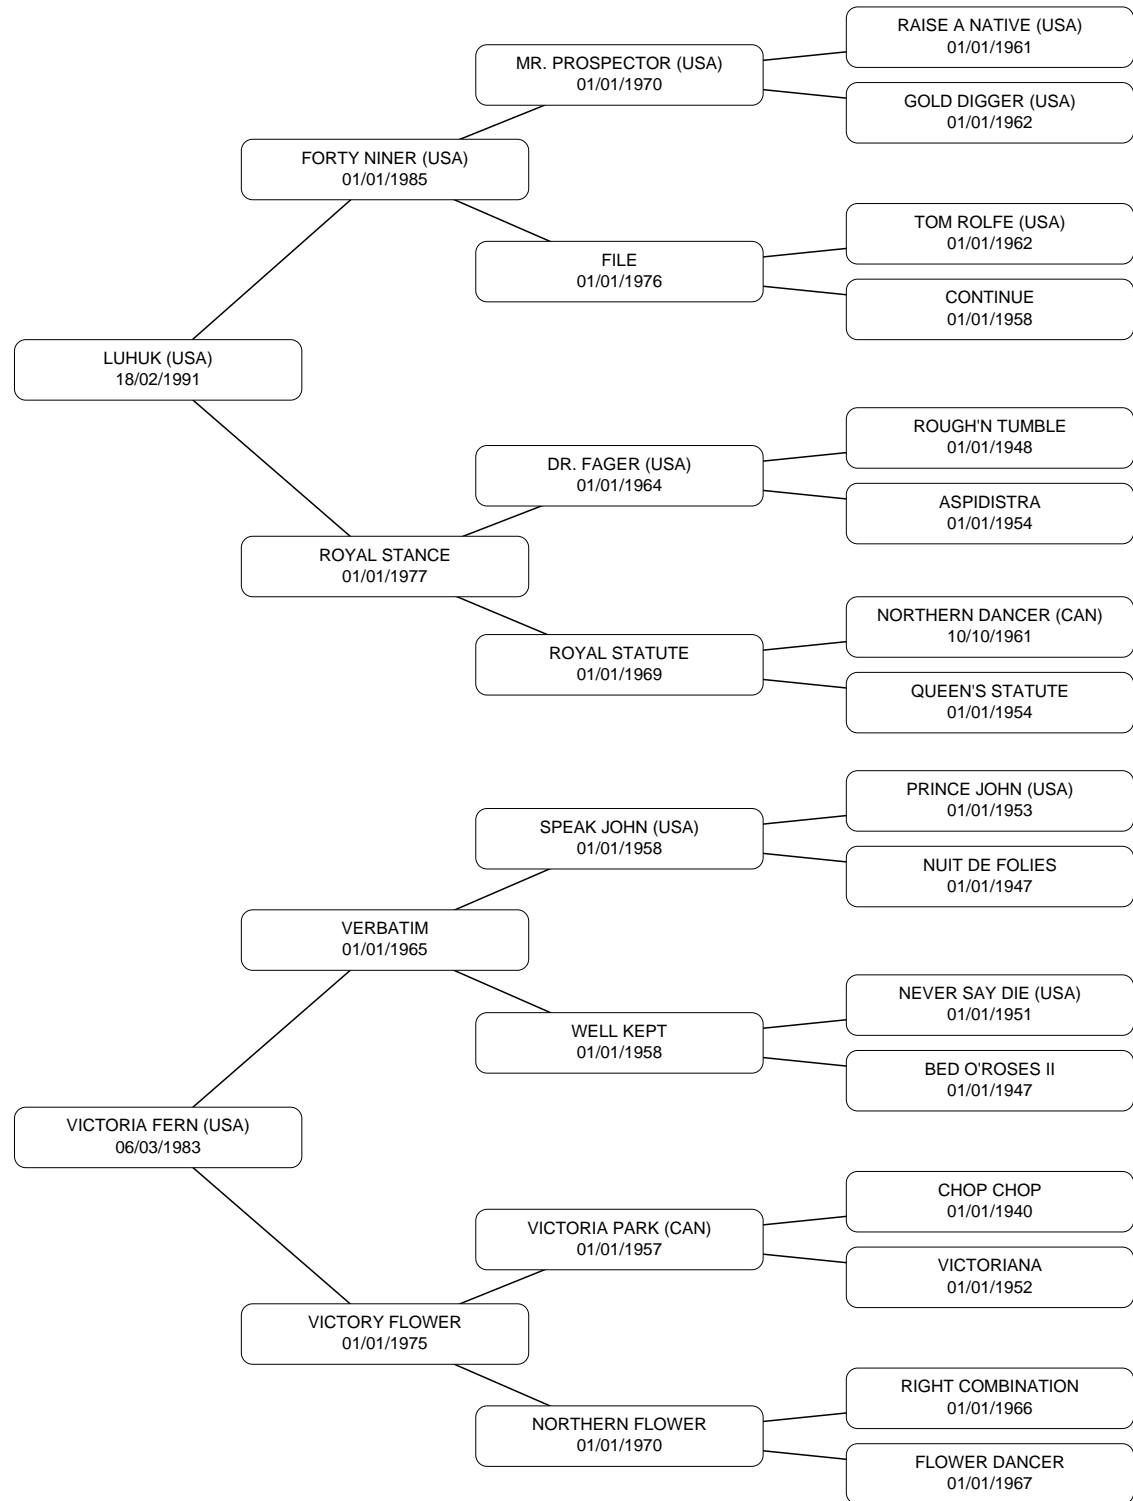 RAISE A NATIVE (USA)
01/01/1961
MR. PROSPECTOR (USA)
01/01/1970
GOLD DIGGER (USA)
01/01/1962
FORTY NINER (USA)
01/01/1985
TOM ROLFE (USA)
01/01/1962
FILE
01/01/1976
CONTINUE
01/01/1958
LUHUK (USA)
18/02/1991
ROUGH'N TUMBLE
01/01/1948
DR. FAGER (USA)
01/01/1964
ASPIDISTRA
01/01/1954
ROYAL STANCE
01/01/1977
NORTHERN DANCER (CAN)
10/10/1961
ROYAL STATUTE
01/01/1969
QUEEN'S STATUTE
01/01/1954
PRINCE JOHN (USA)
01/01/1953
SPEAK JOHN (USA)
01/01/1958
NUIT DE FOLIES
01/01/1947
VERBATIM
01/01/1965
NEVER SAY DIE (USA)
01/01/1951
WELL KEPT
01/01/1958
BED O'ROSES II
01/01/1947
VICTORIA FERN (USA)
06/03/1983
CHOP CHOP
01/01/1940
VICTORIA PARK (CAN)
01/01/1957
VICTORIANA
01/01/1952
VICTORY FLOWER
01/01/1975
RIGHT COMBINATION
01/01/1966
NORTHERN FLOWER
01/01/1970
FLOWER DANCER
01/01/1967